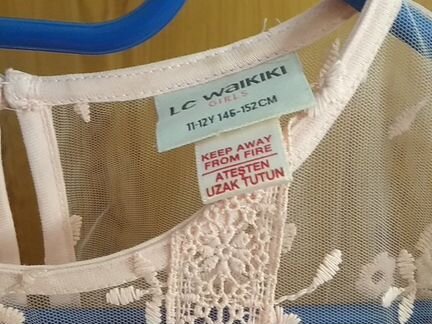 LC WAIKIKI
GIRLS
11-12Y 146-152CM
KEEP AWAY
FROM FIRE
ATEŞTEN
UZAK TUTUN